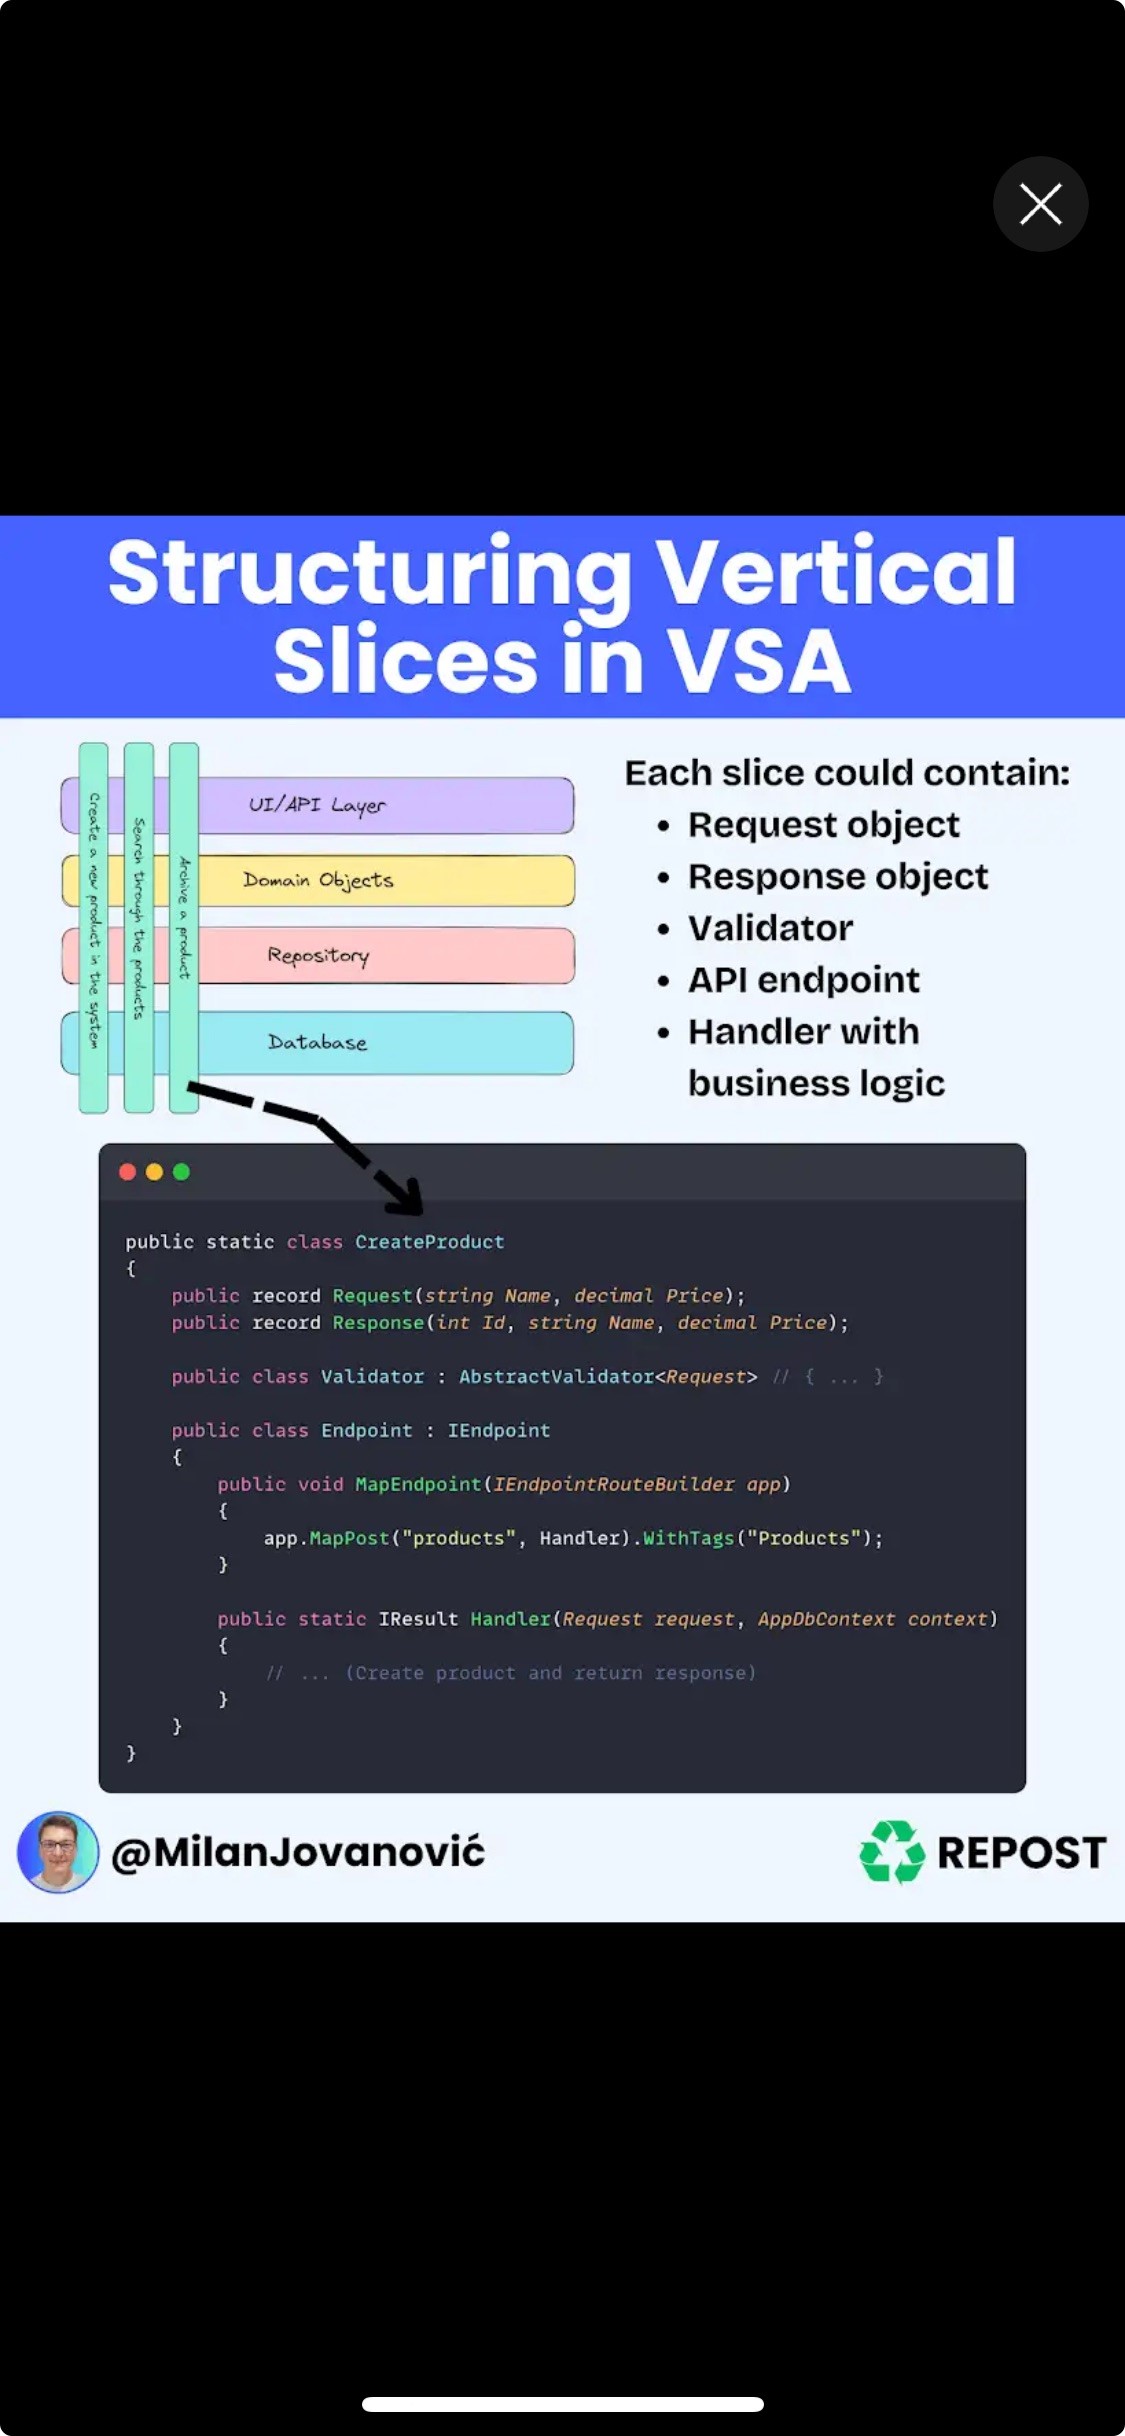 Structuring Vertical
Slices in VSA
UI/API Layer
Domain Objects
Repository
Database
Create a new product in the system
Search through the products
Archive a product
Each slice could contain:
• Request object
• Response object
• Validator
• API endpoint
• Handler with
business logic
public static class CreateProduct
{
    public record Request(string Name, decimal Price);
    public record Response(int Id, string Name, decimal Price);
    public class Validator : AbstractValidator<Request> // { ... }
    public class Endpoint : IEndpoint
    {
        public void MapEndpoint(IEndpointRouteBuilder app)
        {
            app.MapPost("products", Handler).WithTags("Products");
        }
        public static IResult Handler(Request request, AppDbContext context)
        {
            // ... (Create product and return response)
        }
    }
}
@MilanJovanović
REPOST